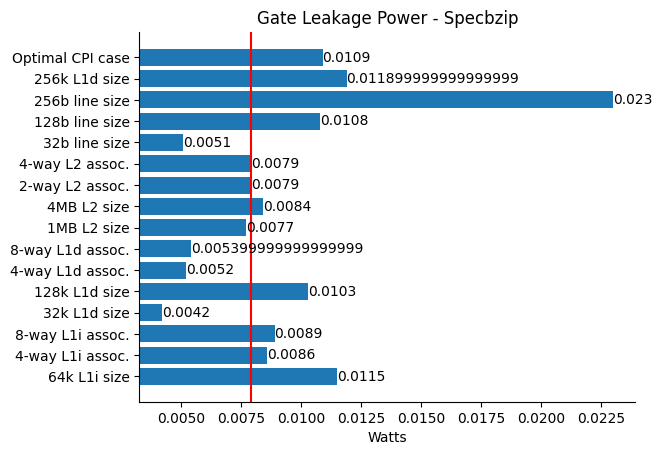 Gate Leakage Power - Specbzip
Optimal CPI case 0.0109
256k L1d size 0.011899999999999999
256b line size 0.023
128b line size 0.0108
32b line size 0.0051
4-way L2 assoc. 0.0079
2-way L2 assoc. 0.0079
4MB L2 size 0.0084
1MB L2 size 0.0077
8-way L1d assoc. 0.005399999999999999
4-way L1d assoc. 0.0052
128k L1d size 0.0103
32k L1d size 0.0042
8-way L1i assoc. 0.0089
4-way L1i assoc. 0.0086
64k L1i size 0.0115
0.0050 0.0075 0.0100 0.0125 0.0150 0.0175 0.0200 0.0225
Watts